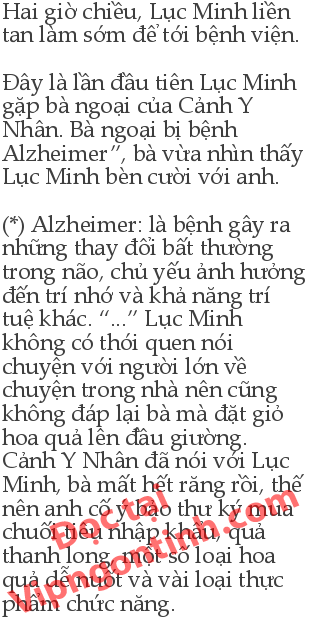 Hai giờ chiều, Lục Minh liền
tan làm sớm để tới bệnh viện.
Đây là lần đầu tiên Lục Minh
gặp bà ngoại của Cảnh Y
Nhân. Bà ngoại bị bệnh
Alzheimer”, bà vừa nhìn thấy
Lục Minh bèn cười với anh.
(*) Alzheimer: là bệnh gây ra
những thay đổi bất thường
trong não, chủ yếu ảnh hưởng
đến trí nhớ và khả năng trí
tuệ khác. “...” Lục Minh
không có thói quen nói
chuyện với người lớn về
chuyện trong nhà nên cũng
không đáp lại bà mà đặt giỏ
hoa quả lên đầu giường.
Cảnh Y Nhân đã nói với Lục
Minh, bà mất hết răng rồi, thế
nên anh cố ý bảo thư ký mua
chuối tiêu nhập khẩu, quả
thanh long, một số loại hoa
quả dễ nuốt và vài loại thực
phẩm chức năng.
Đọc tại
Vipngontinh.com